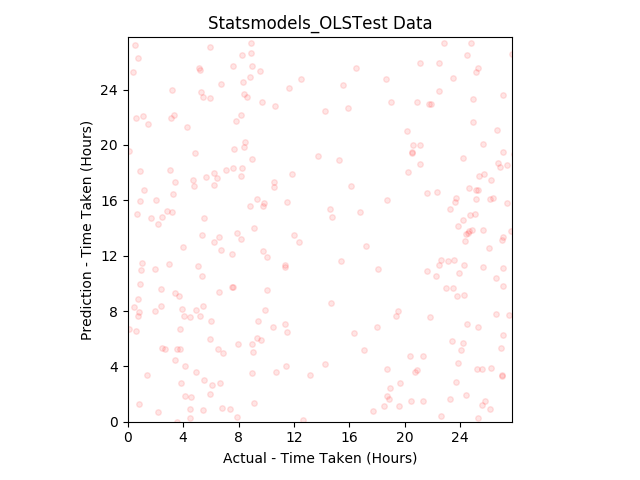 Statsmodels_OLSTest Data
Prediction - Time Taken (Hours)
24
20
16
12
8
4
0
0 4 8 12 16 20 24
Actual - Time Taken (Hours)